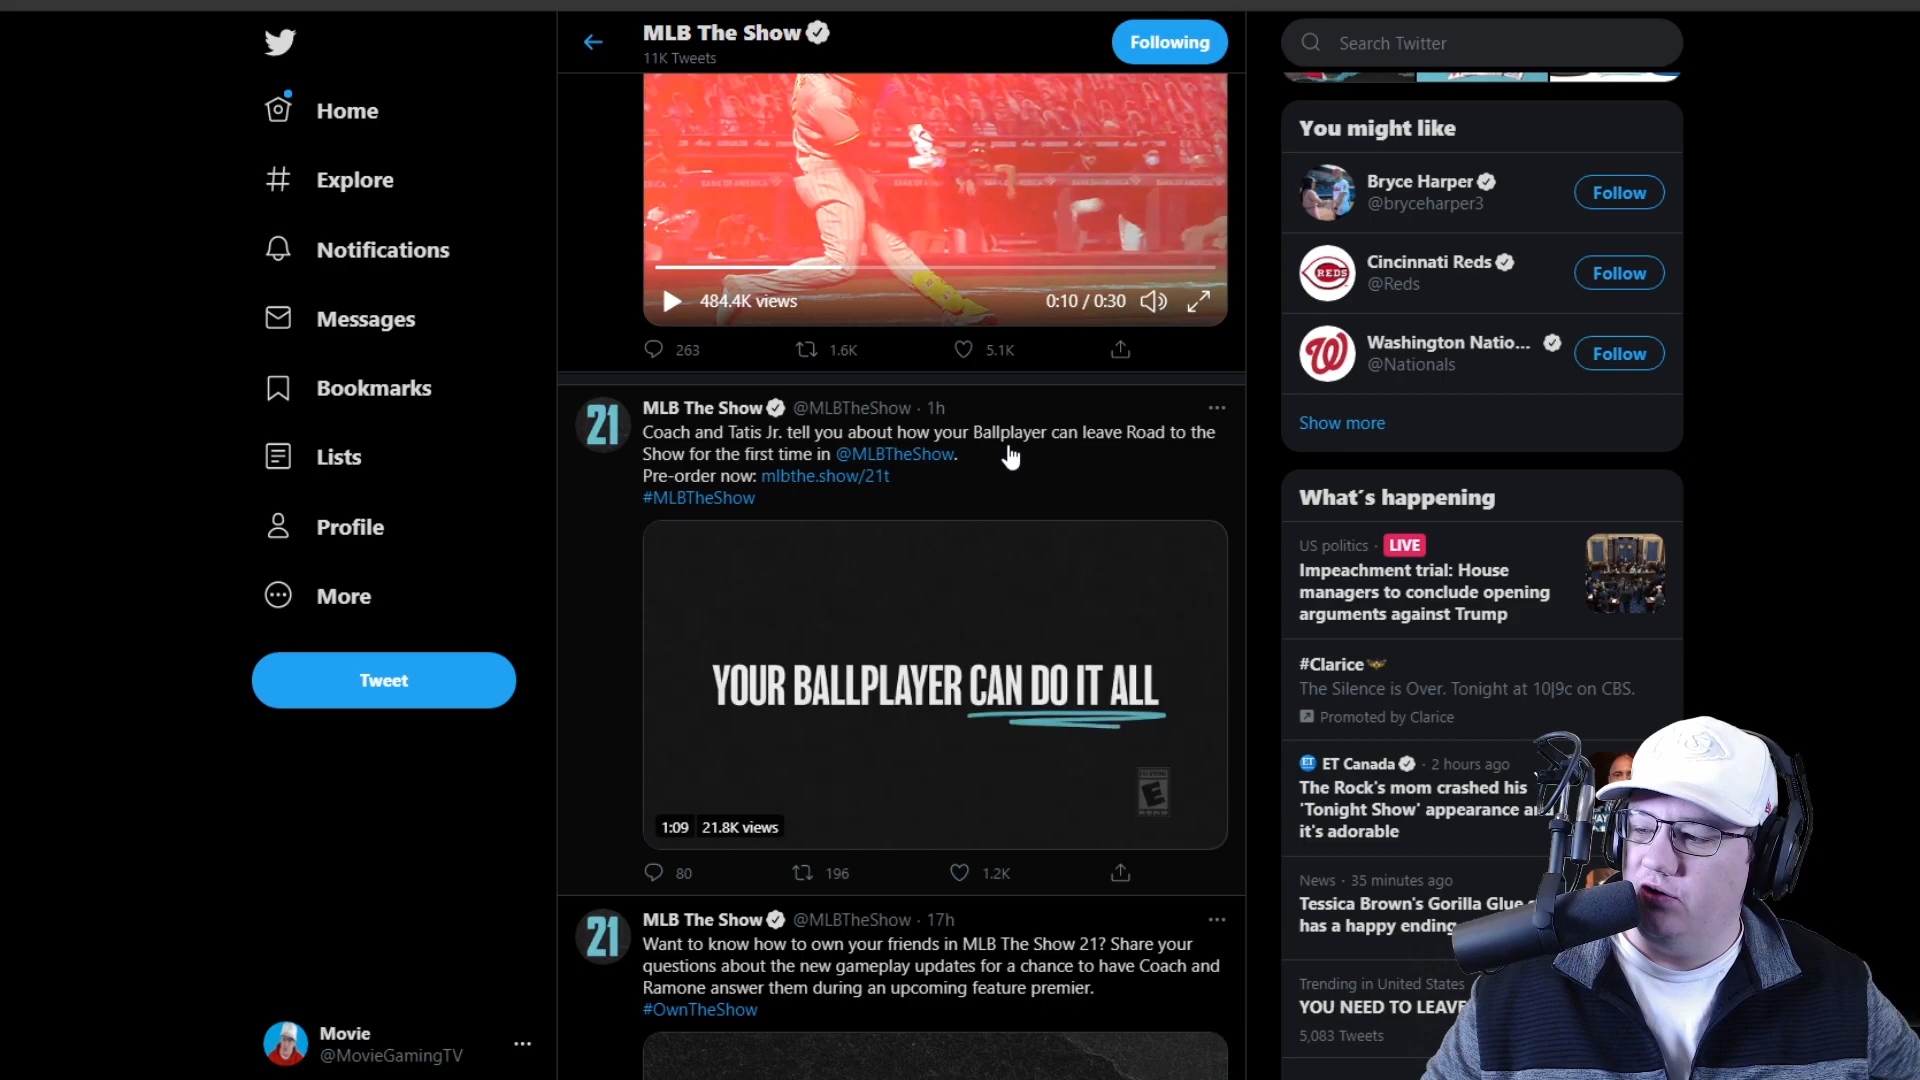 Home
Explore
Notifications
Messages
Bookmarks
Lists
Profile
More
Tweet
Movie
@MovieGamingTV
MLB The Show
11K Tweets
Following
BANK OF AMERICA
484.4K views
0:10 / 0:30
263
1.6K
5.1K
21
MLB The Show @MLBTheShow · 1h
Coach and Tatis Jr. tell you about how your Ballplayer can leave Road to the
Show for the first time in @MLBTheShow.
Pre-order now: mlbthe.show/21t
#MLBTheShow
YOUR BALLPLAYER CAN DO IT ALL
E
1:09 21.8K views
80
196
1.2K
21
MLB The Show @MLBTheShow · 17h
Want to know how to own your friends in MLB The Show 21? Share your
questions about the new gameplay updates for a chance to have Coach and
Ramone answer them during an upcoming feature premier.
#OwnTheShow
Search Twitter
You might like
Bryce Harper
@bryceharper3
Follow
REDS
Cincinnati Reds
@Reds
Follow
W
Washington Natio...
@Nationals
Follow
Show more
What's happening
US politics · LIVE
Impeachment trial: House
managers to conclude opening
arguments against Trump
#Clarice
The Silence is Over. Tonight at 10|9c on CBS.
Promoted by Clarice
ET ET Canada · 2 hours ago
The Rock's mom crashed his
'Tonight Show' appearance
it's adorable
News · 35 minutes ago
Tessica Brown's Gorilla Glue
has a happy ending
Trending in United States
YOU NEED TO LEAVE
5,083 Tweets